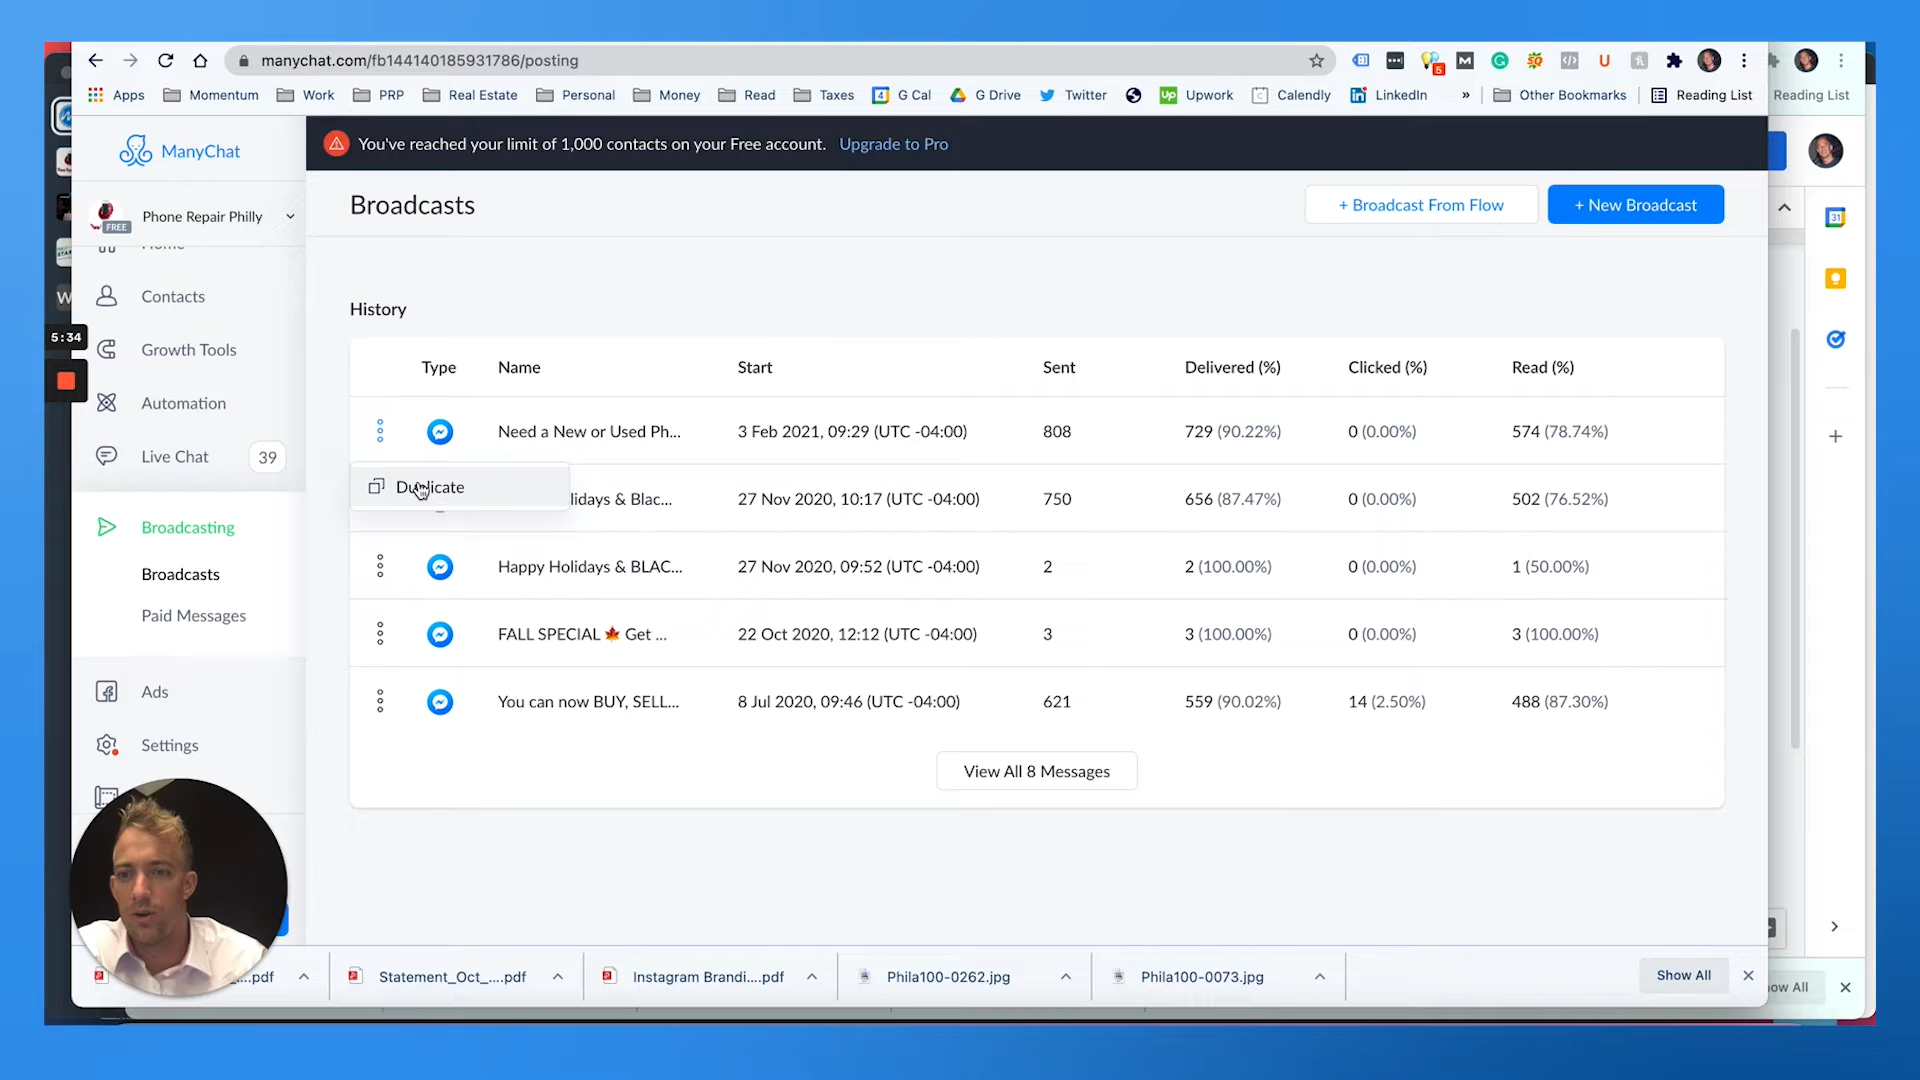 manychat.com/fb144140185931786/posting
5
Apps
Momentum
Work
PRP
Real Estate
Personal
Money
Read
Taxes
4
G Cal
G Drive
Twitter
up
Upwork
Calendly
LinkedIn
»
Other Bookmarks
Reading List
Reading List
ManyChat
You've reached your limit of 1,000 contacts on your Free account. Upgrade to Pro
Phone Repair Philly
FREE
Broadcasts
+ Broadcast From Flow
+ New Broadcast
31
Home
Contacts
5:34
Growth Tools
Automation
Live Chat
39
Broadcasting
Broadcasts
Paid Messages
Ads
Settings
History
Type Name Start Sent Delivered (%) Clicked (%) Read (%)
Need a New or Used Ph... 3 Feb 2021, 09:29 (UTC -04:00) 808 729 (90.22%) 0 (0.00%) 574 (78.74%)
Duplicate
lidays & Blac... 27 Nov 2020, 10:17 (UTC -04:00) 750 656 (87.47%) 0 (0.00%) 502 (76.52%)
Happy Holidays & BLAC... 27 Nov 2020, 09:52 (UTC -04:00) 2 2 (100.00%) 0 (0.00%) 1 (50.00%)
FALL SPECIAL 🍁 Get ... 22 Oct 2020, 12:12 (UTC -04:00) 3 3 (100.00%) 0 (0.00%) 3 (100.00%)
You can now BUY, SELL... 8 Jul 2020, 09:46 (UTC -04:00) 621 559 (90.02%) 14 (2.50%) 488 (87.30%)
View All 8 Messages
....pdf
Statement_Oct_....pdf
Instagram Brandi....pdf
Phila100-0262.jpg
Phila100-0073.jpg
Show All
ow All